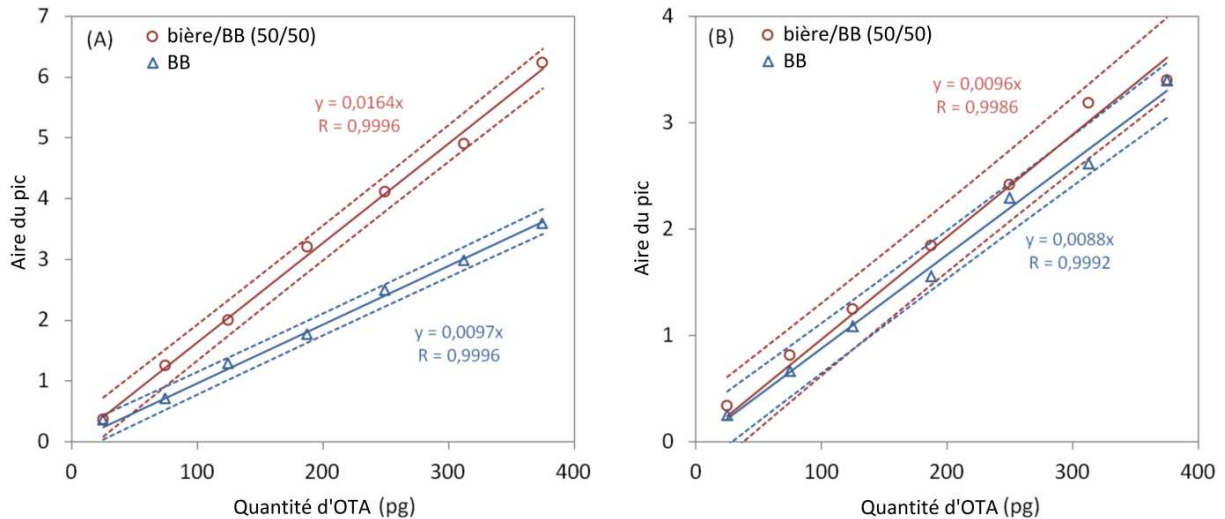 (A)
bière/BB (50/50)
BB
y = 0,0164x
R = 0,9996
y = 0,0097x
R = 0,9996
Aire du pic
7
6
5
4
3
2
1
0
0 100 200 300 400
Quantité d'OTA (pg)
(B)
bière/BB (50/50)
BB
y = 0,0096x
R = 0,9986
y = 0,0088x
R = 0,9992
Aire du pic
4
3
2
1
0
0 100 200 300 400
Quantité d'OTA (pg)